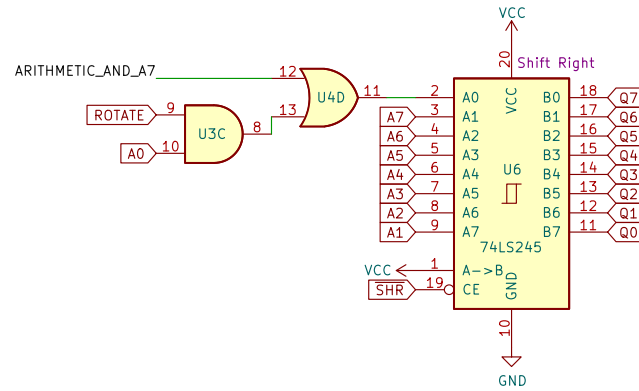 VCC
20
Shift Right
ARITHMETIC_AND_A7
12
11
U4D
13
ROTATE
9
U3C
8
A0
10
2 A0 VCC B0 18 Q7
A7 3 A1 B1 17 Q6
A6 4 A2 B2 16 Q5
A5 5 A3 B3 15 Q4
A4 6 A4 U6 B4 14 Q3
A3 7 A5 B5 13 Q2
A2 8 A6 B6 12 Q1
A1 9 A7 B7 11 Q0
74LS245
VCC 1 A->B
SHR 19 CE GND
10
GND